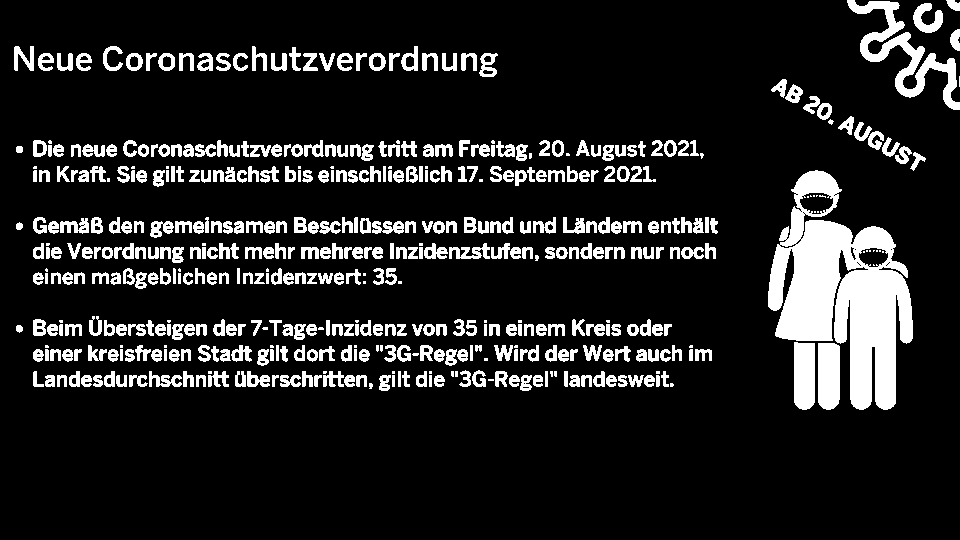 Neue Coronaschutzverordnung
AB 20. AUGUST
• Die neue Coronaschutzverordnung tritt am Freitag, 20. August 2021,
in Kraft. Sie gilt zunächst bis einschließlich 17. September 2021.
• Gemäß den gemeinsamen Beschlüssen von Bund und Ländern enthält
die Verordnung nicht mehr mehrere Inzidenzstufen, sondern nur noch
einen maßgeblichen Inzidenzwert: 35.
• Beim Übersteigen der 7-Tage-Inzidenz von 35 in einem Kreis oder
einer kreisfreien Stadt gilt dort die "3G-Regel". Wird der Wert auch im
Landesdurchschnitt überschritten, gilt die "3G-Regel" landesweit.